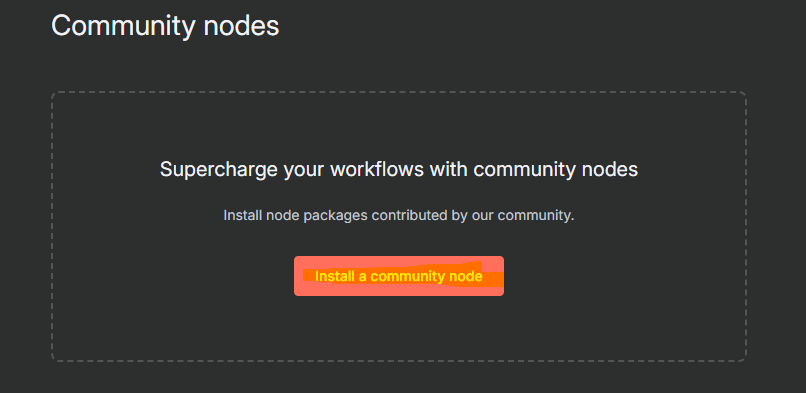 Community nodes
Supercharge your workflows with community nodes
Install node packages contributed by our community.
Install a community node